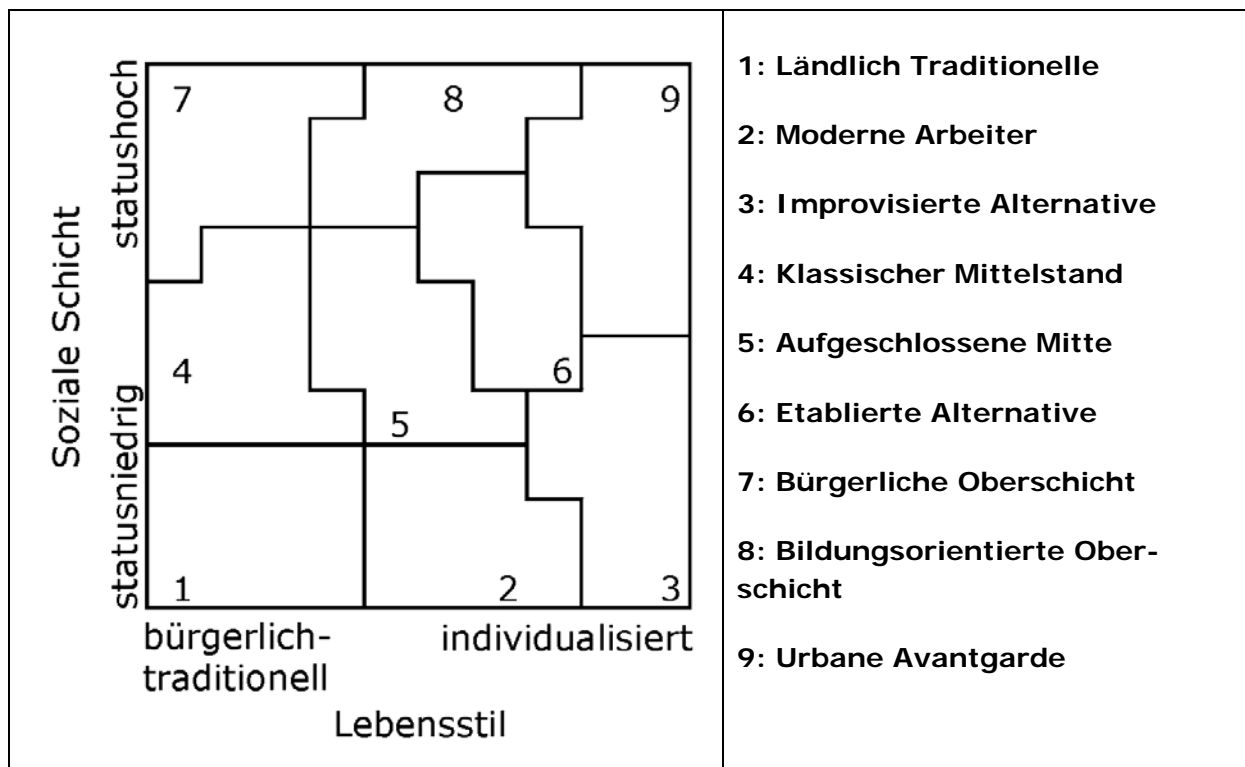 Soziale Schicht
statushoch
statusniedrig
7
8
9
4
6
5
1
2
3
bürgerlich-
traditionell
individualisiert
Lebensstil
1: Ländlich Traditionelle
2: Moderne Arbeiter
3: Improvisierte Alternative
4: Klassischer Mittelstand
5: Aufgeschlossene Mitte
6: Etablierte Alternative
7: Bürgerliche Oberschicht
8: Bildungsorientierte Ober-
schicht
9: Urbane Avantgarde